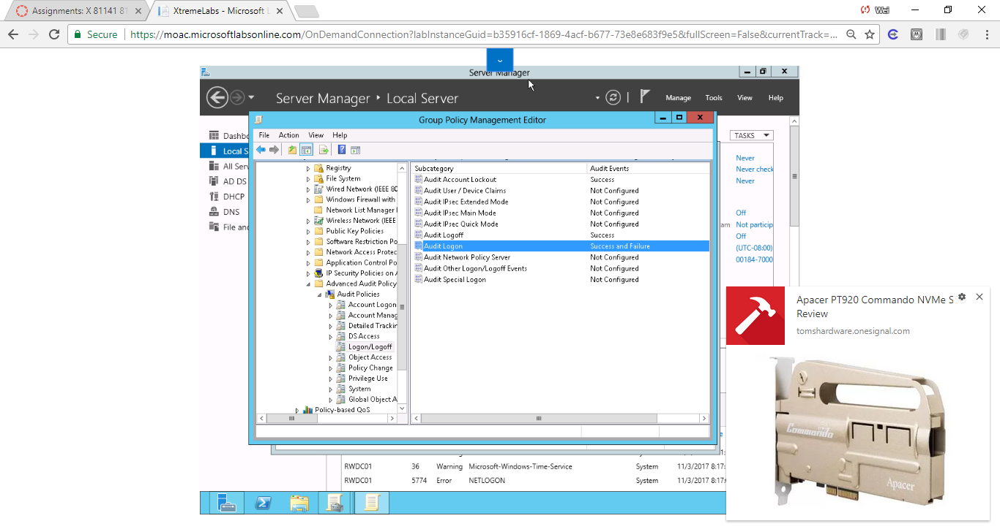 Assignments: X 81141 81
XtremeLabs - Microsoft L
Wei
Secure
https://moac.microsoftlabsonline.com/OnDemandConnection?labInstanceGuid=b35916cf-1869-4acf-b677-73e8e683f9e5&fullScreen=False&currentTrack=...
Server Manager
Server Manager ‣ Local Server
Manage Tools View Help
Group Policy Management Editor
File Action View Help
Dashbo
Local S
All Serv
AD DS
DHCP
DNS
File and
TASKS
Never
Never check
Never
Off
Not particip
Off
(UTC-08:00)
00184-7000
Registry
File System
Wired Network (IEEE 80
Windows Firewall with
Network List Manager
Wireless Network (IEEE
Public Key Policies
Software Restriction Po
Network Access Protec
Application Control Po
IP Security Policies on
Advanced Audit Policy
Audit Policies
Account Logon
Account Manag
Detailed Trackin
DS Access
Logon/Logoff
Object Access
Policy Change
Privilege Use
System
Global Object A
Policy-based QoS
Subcategory Audit Events
Audit Account Lockout Success
Audit User / Device Claims Not Configured
Audit IPsec Extended Mode Not Configured
Audit IPsec Main Mode Not Configured
Audit IPsec Quick Mode Not Configured
Audit Logoff Success
Audit Logon Success and Failure
Audit Network Policy Server Not Configured
Audit Other Logon/Logoff Events Not Configured
Audit Special Logon Not Configured
RWDC01 36 Warning Microsoft-Windows-Time-Service System 11/3/2017 8:17:
RWDC01 5774 Error NETLOGON System 11/3/2017 8:17:
Apacer PT920 Commando NVMe S
Review
tomshardware.onesignal.com
Commando
Apacer